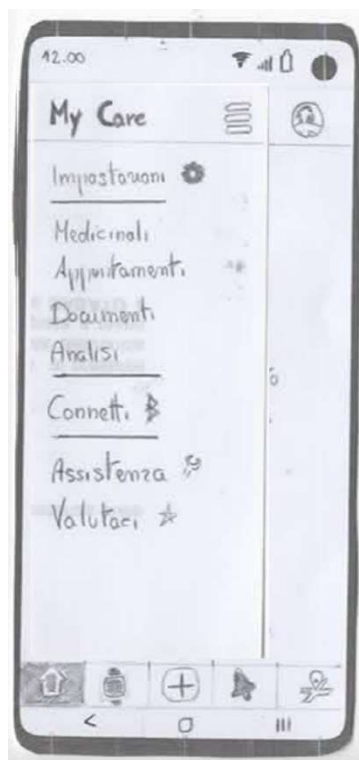 12.00
My Care
Impostazioni
Medicinali
Appuntamenti
Documenti
Analisi
Connetti
Assistenza
Valutaci